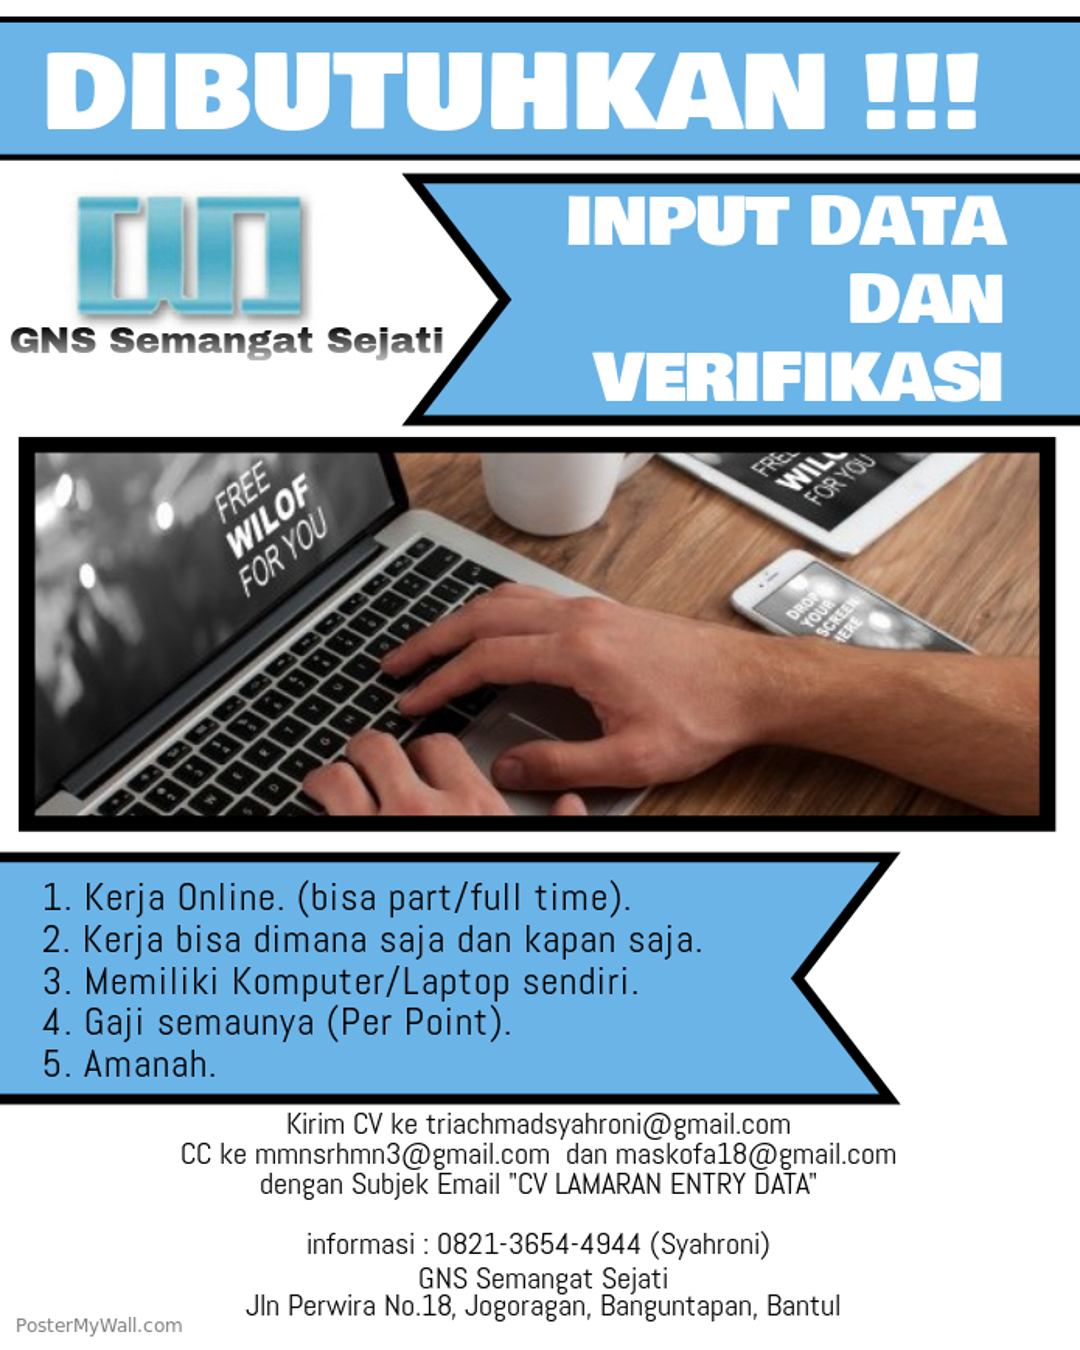 DIBUTUHKAN !!!
GNS Semangat Sejati
INPUT DATA
DAN
VERIFIKASI
FREE
WILOF
FOR YOU
FREE
WILO
FOR YOU
DROP
YOUR
SCREEN
HERE
1. Kerja Online. (bisa part/full time).
2. Kerja bisa dimana saja dan kapan saja.
3. Memiliki Komputer/Laptop sendiri.
4. Gaji semaunya (Per Point).
5. Amanah.
Kirim CV ke triachmadsyahroni@gmail.com
CC ke mmnsrhmn3@gmail.com dan maskofa18@gmail.com
dengan Subjek Email "CV LAMARAN ENTRY DATA"
informasi : 0821-3654-4944 (Syahroni)
GNS Semangat Sejati
Jln Perwira No.18, Jogoragan, Banguntapan, Bantul
PosterMyWall.com